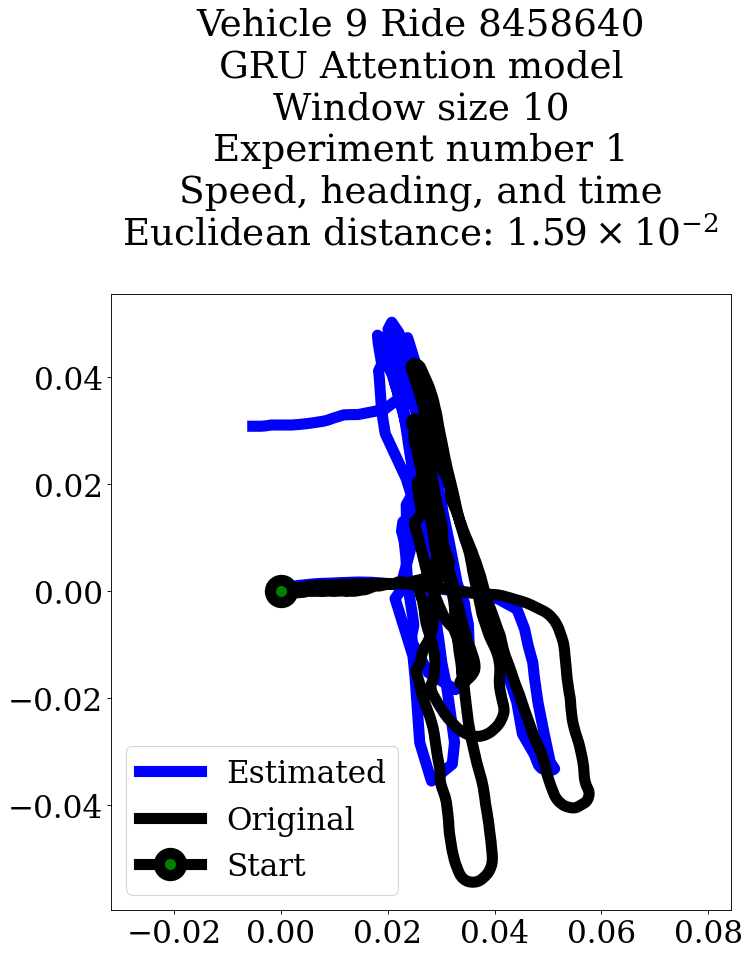 Vehicle 9 Ride 8458640
GRU Attention model
Window size 10
Experiment number 1
Speed, heading, and time
Euclidean distance: 1.59 × 10⁻²
0.04
0.02
0.00
−0.02
−0.04
Estimated
Original
Start
−0.02 0.00 0.02 0.04 0.06 0.08